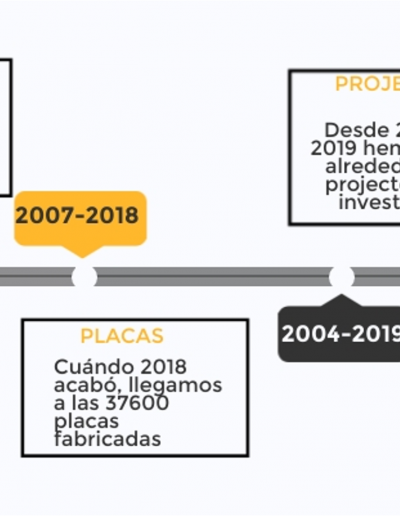 PROJE
Desde 2
2019 hem
alreded
projecto
invest
2007-2018
2004-2019
PLACAS
Cuándo 2018
acabó, llegamos
a las 37600
placas
fabricadas